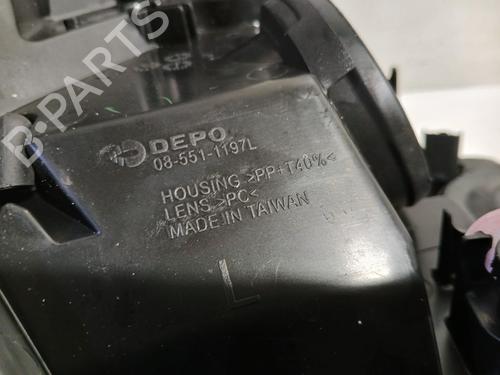 B-PARTS
DEPO
08-551-1197L
HOUSING >PP+T40%<
LENS >PC<
MADE IN TAIWAN
L